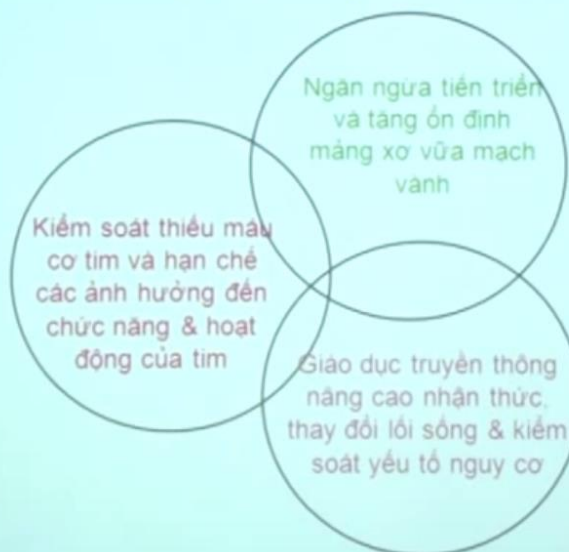 Ngăn ngừa tiến triển
và tăng ổn định
mảng xơ vữa mạch
vành
Kiểm soát thiếu máu
cơ tim và hạn chế
các ảnh hưởng đến
chức năng & hoạt
động của tim
Giáo dục truyền thông
nâng cao nhận thức,
thay đổi lối sống & kiểm
soát yếu tố nguy cơ